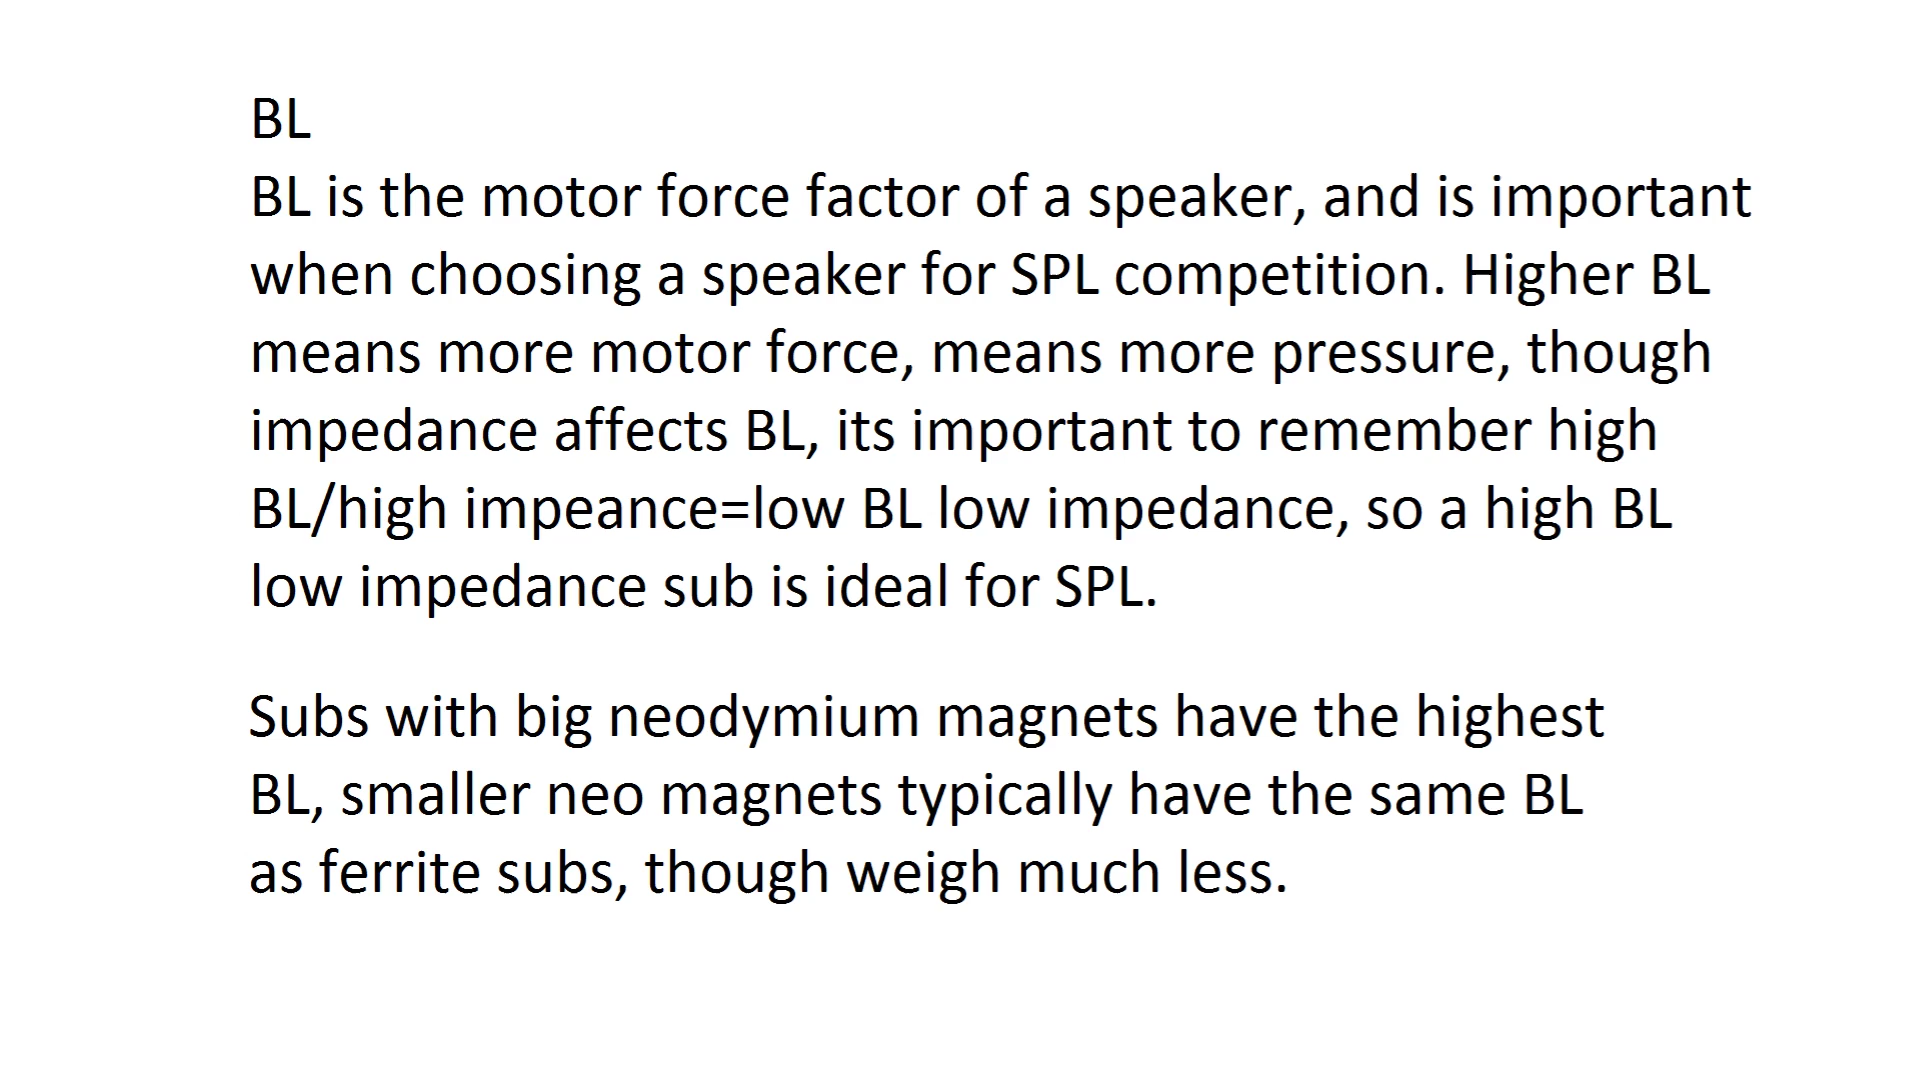 BL
BL is the motor force factor of a speaker, and is important
when choosing a speaker for SPL competition. Higher BL
means more motor force, means more pressure, though
impedance affects BL, its important to remember high
BL/high impeance=low BL low impedance, so a high BL
low impedance sub is ideal for SPL.
Subs with big neodymium magnets have the highest
BL, smaller neo magnets typically have the same BL
as ferrite subs, though weigh much less.